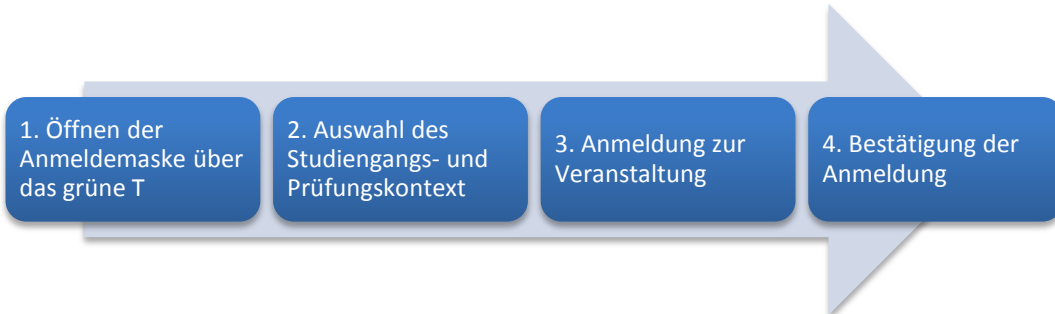 1. Öffnen der
Anmeldemaske über
das grüne T
2. Auswahl des
Studiengangs- und
Prüfungskontext
3. Anmeldung zur
Veranstaltung
4. Bestätigung der
Anmeldung